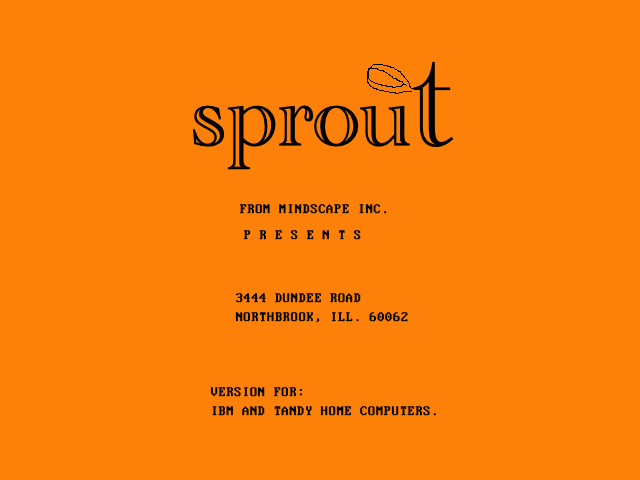 sprout
FROM MINDSCAPE INC.
P R E S E N T S
3444 DUNDEE ROAD
NORTHBROOK, ILL. 60062
VERSION FOR:
IBM AND TANDY HOME COMPUTERS.